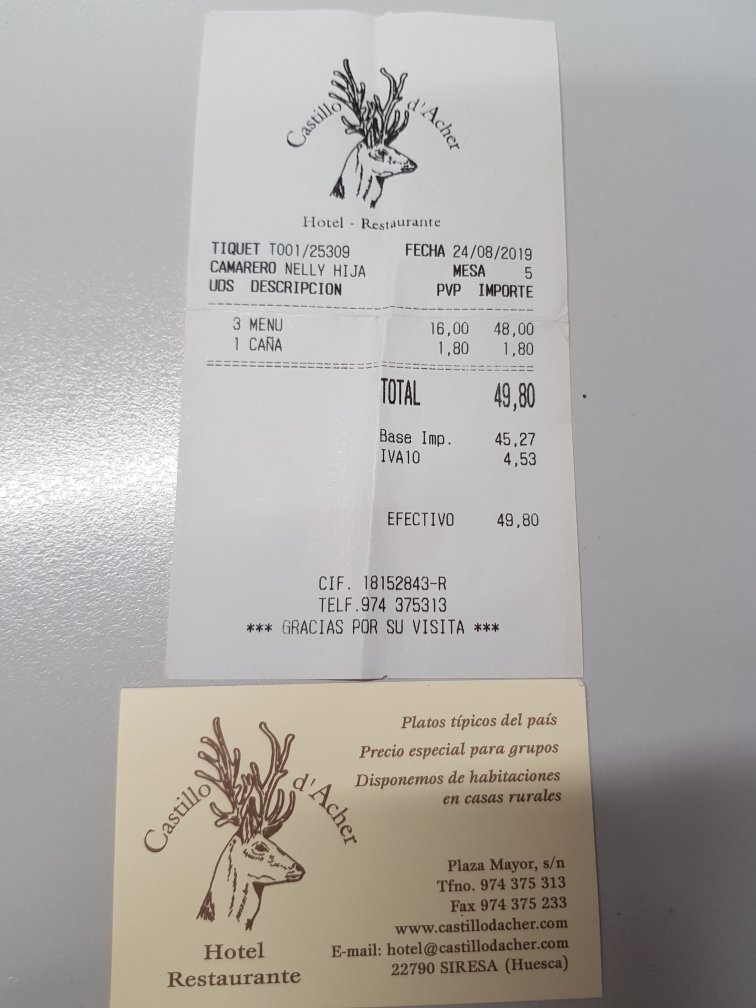 Castillo d'Acher
Hotel - Restaurante
TIQUET T001/25309 FECHA 24/08/2019
CAMARERO NELLY HIJA MESA 5
UDS DESCRIPCION PVP IMPORTE
3 MENU 16,00 48,00
1 CAÑA 1,80 1,80
TOTAL 49,80
Base Imp. 45,27
IVA10 4,53
EFECTIVO 49,80
CIF. 18152843-R
TELF.974 375313
*** GRACIAS POR SU VISITA ***
Castillo d'Acher
Hotel
Restaurante
Platos típicos del país
Precio especial para grupos
Disponemos de habitaciones
en casas rurales
Plaza Mayor, s/n
Tfno. 974 375 313
Fax 974 375 233
www.castillodacher.com
E-mail: hotel@castillodacher.com
22790 SIRESA (Huesca)